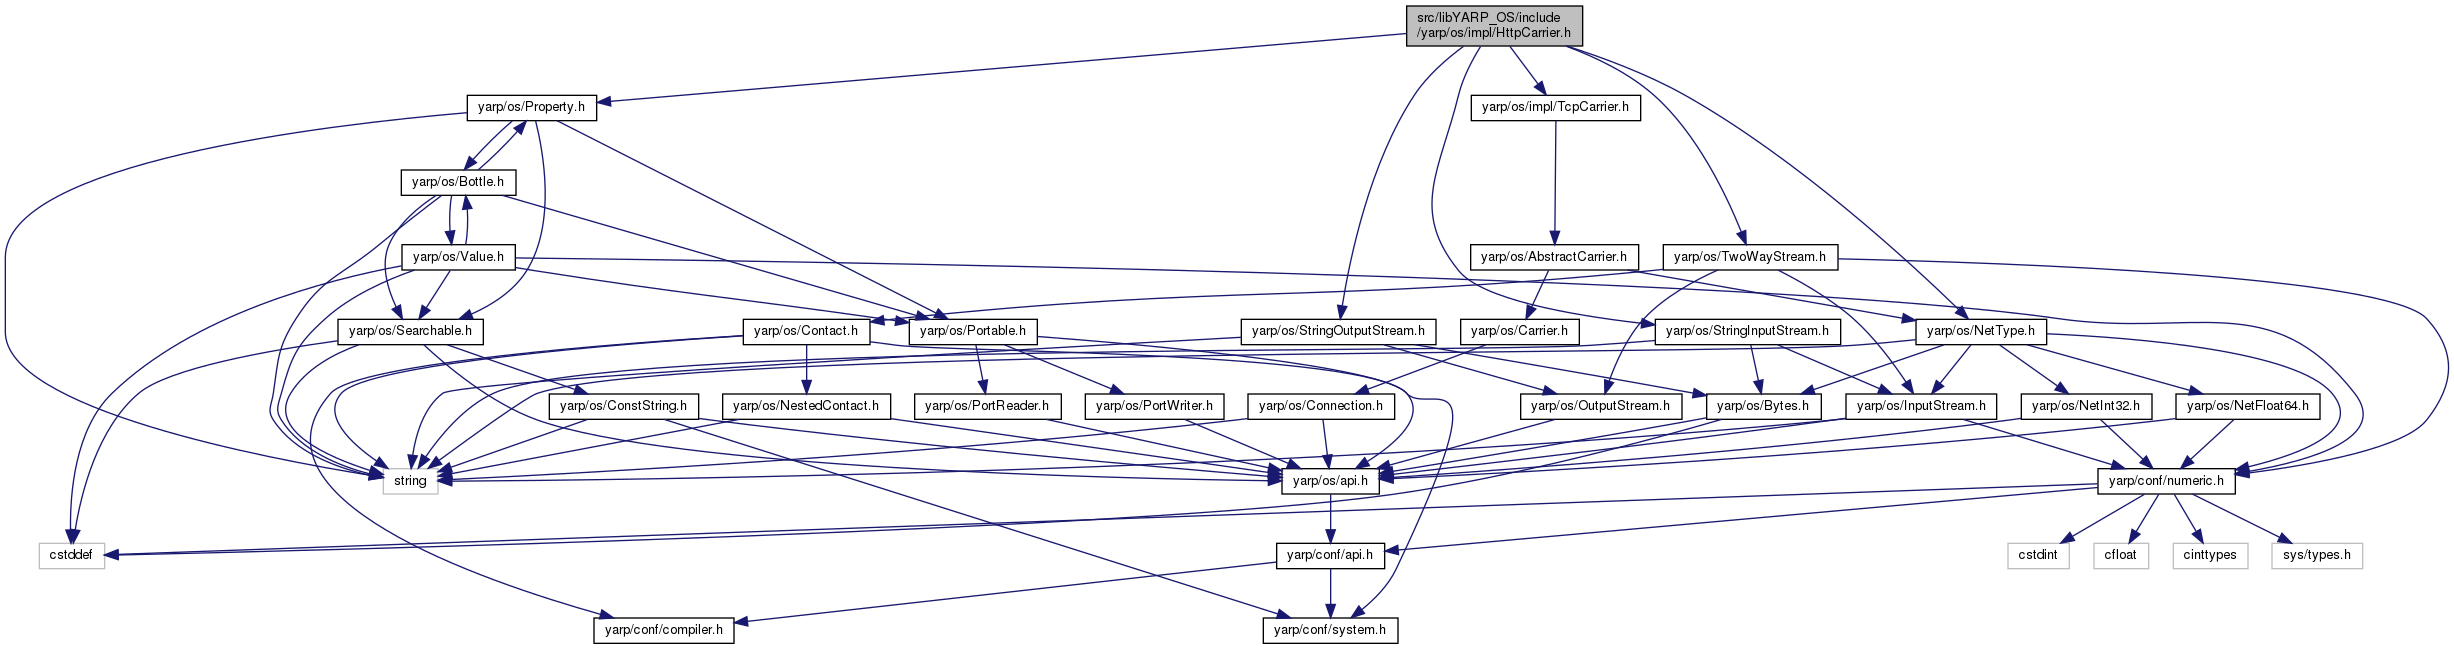 src/libYARP_OS/include
/yarp/os/impl/HttpCarrier.h
yarp/os/Property.h
yarp/os/impl/TcpCarrier.h
yarp/os/Bottle.h
yarp/os/Value.h
yarp/os/AbstractCarrier.h
yarp/os/TwoWayStream.h
yarp/os/Searchable.h
yarp/os/Contact.h
yarp/os/Portable.h
yarp/os/StringOutputStream.h
yarp/os/Carrier.h
yarp/os/StringInputStream.h
yarp/os/NetType.h
yarp/os/ConstString.h
yarp/os/NestedContact.h
yarp/os/PortReader.h
yarp/os/PortWriter.h
yarp/os/Connection.h
yarp/os/OutputStream.h
yarp/os/Bytes.h
yarp/os/InputStream.h
yarp/os/NetInt32.h
yarp/os/NetFloat64.h
string
yarp/os/api.h
yarp/conf/numeric.h
cstddef
yarp/conf/api.h
cstdint
cfloat
cinttypes
sys/types.h
yarp/conf/compiler.h
yarp/conf/system.h